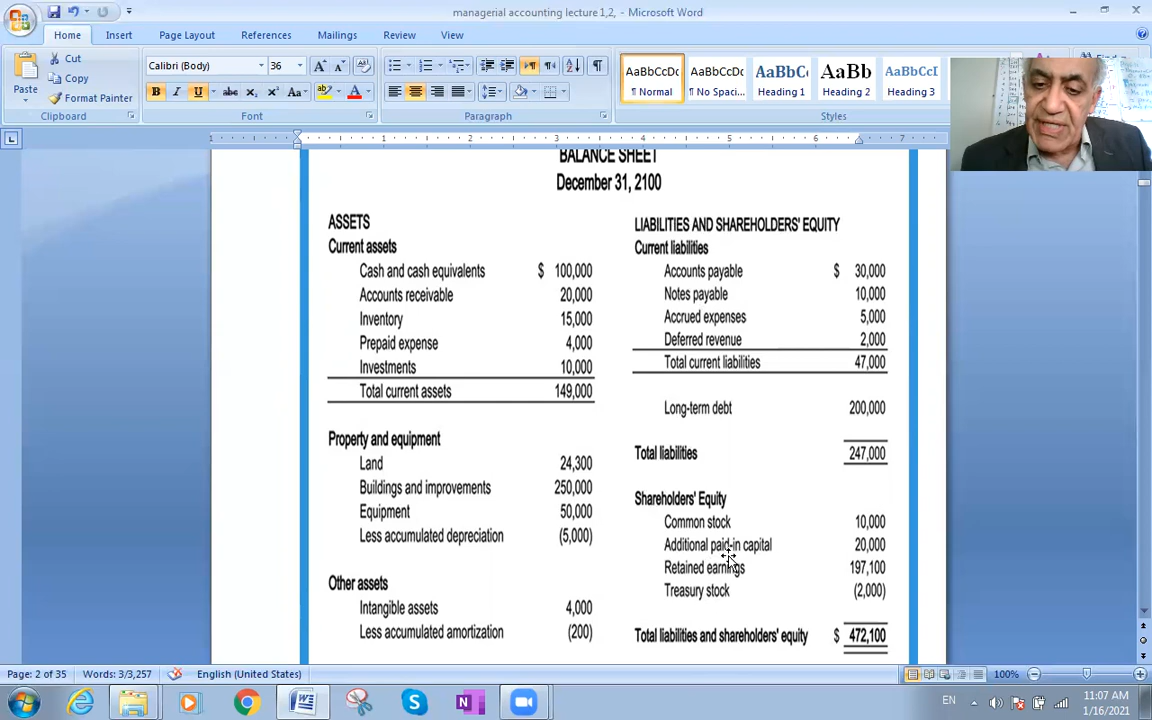 managerial accounting lecture 1,2, - Microsoft Word
Home Insert Page Layout References Mailings Review View
Cut
Calibri (Body) 36
AaBbCcDc AaBbCcDc AaBbC AaBb AaBbCcI
Copy
Paste
¶ Normal ¶ No Spaci... Heading 1 Heading 2 Heading 3
Format Painter
Clipboard Font Paragraph Styles
1 1 2 3 4 5 6 7
BALANCE SHEET
December 31, 2100
ASSETS
Current assets
Cash and cash equivalents $ 100,000
Accounts receivable 20,000
Inventory 15,000
Prepaid expense 4,000
Investments 10,000
Total current assets 149,000
Property and equipment
Land 24,300
Buildings and improvements 250,000
Equipment 50,000
Less accumulated depreciation (5,000)
Other assets
Intangible assets 4,000
Less accumulated amortization (200)
LIABILITIES AND SHAREHOLDERS' EQUITY
Current liabilities
Accounts payable $ 30,000
Notes payable 10,000
Accrued expenses 5,000
Deferred revenue 2,000
Total current liabilities 47,000
Long-term debt 200,000
Total liabilities 247,000
Shareholders' Equity
Common stock 10,000
Additional paid-in capital 20,000
Retained earnings 197,100
Treasury stock (2,000)
Total liabilities and shareholders' equity $ 472,100
Page: 2 of 35 Words: 3/3,257 English (United States) 100%
EN 11:07 AM
1/16/2021